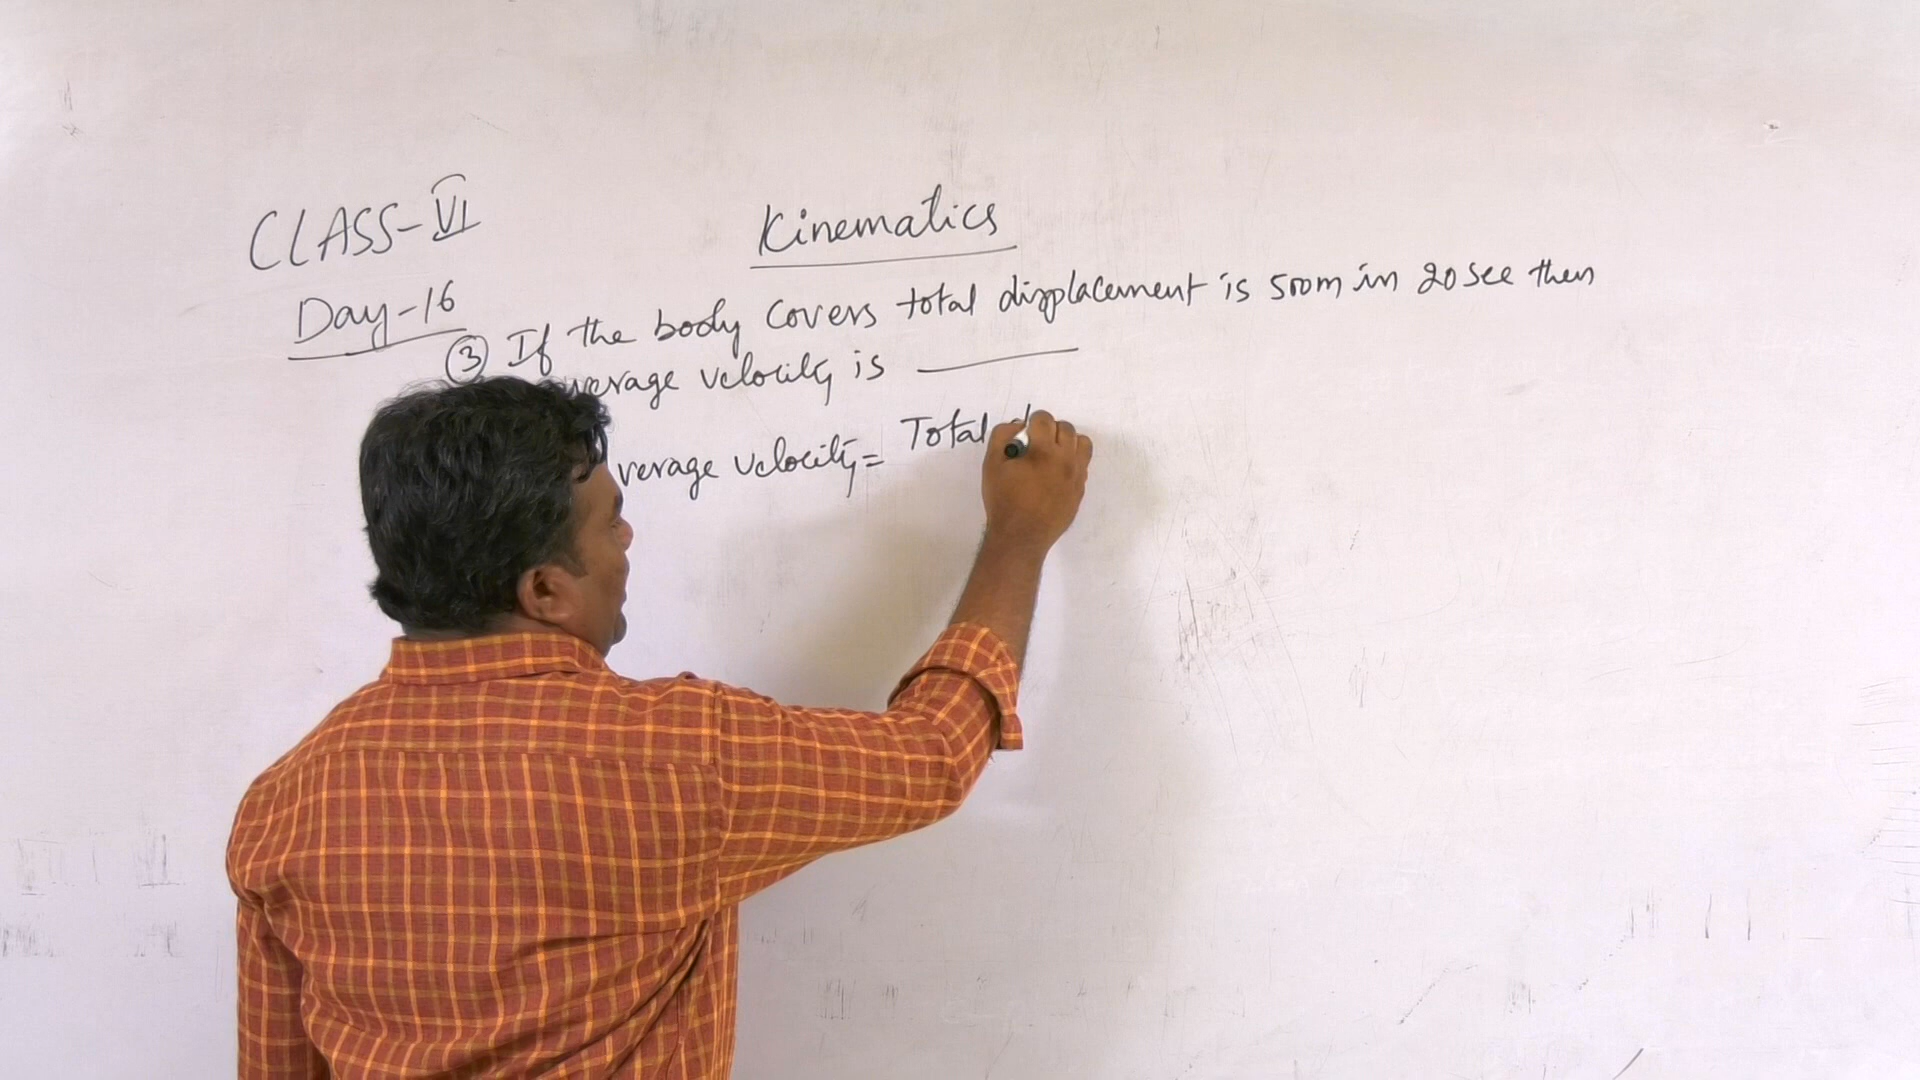 CLASS-VI
Kinematics
Day-16
③ If the body covers total displacement is 500m in 20 sec then
average velocity is ______
verage velocity = Total d